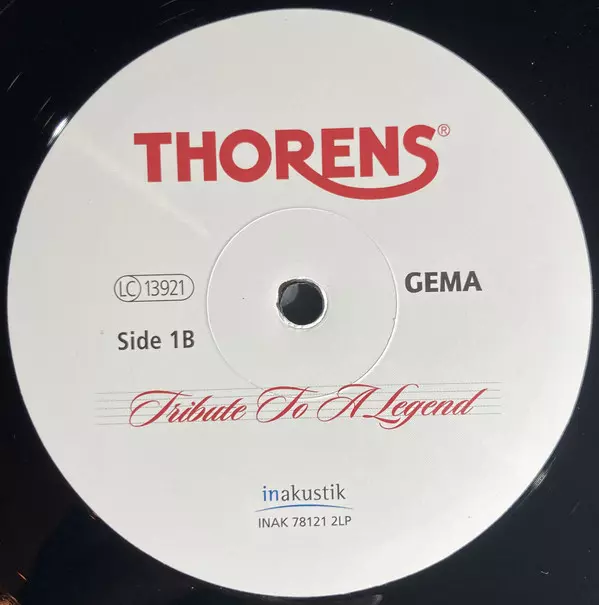 THORENS®
LC 13921
GEMA
Side 1B
Tribute To A Legend
inakustik
INAK 78121 2LP